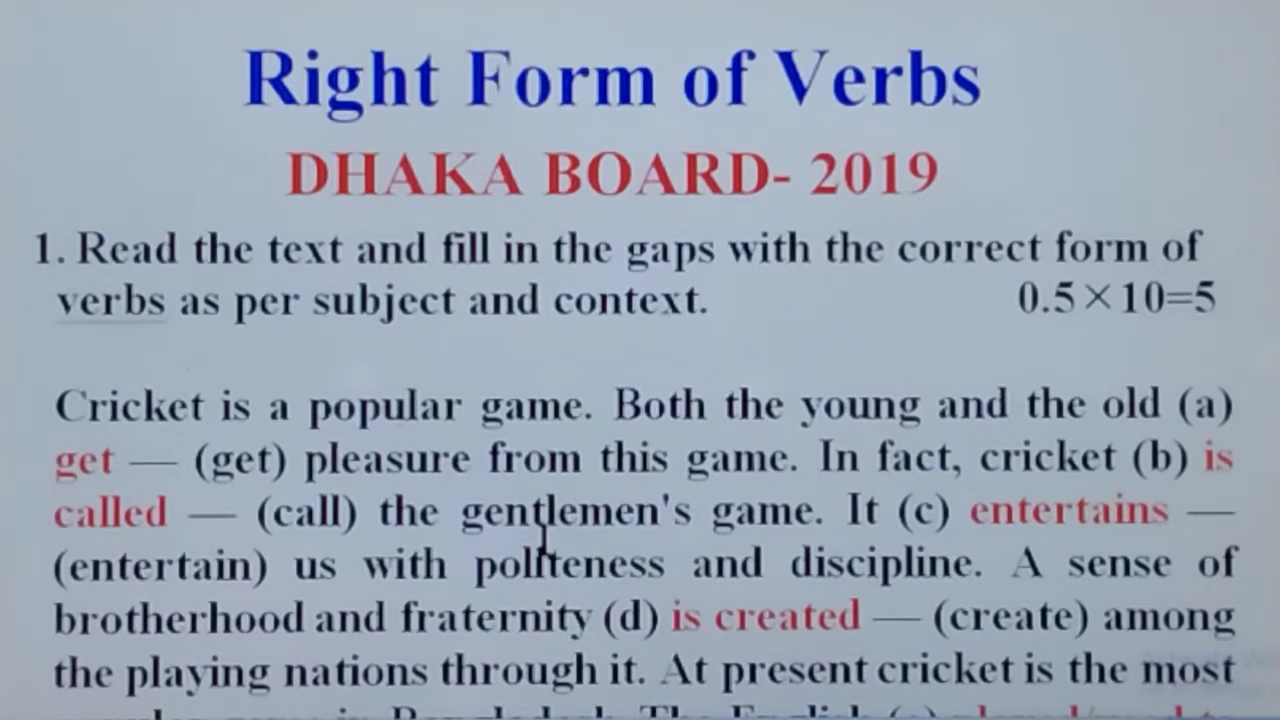 Right Form of Verbs
DHAKA BOARD- 2019
1. Read the text and fill in the gaps with the correct form of
verbs as per subject and context. 0.5×10=5
Cricket is a popular game. Both the young and the old (a)
get — (get) pleasure from this game. In fact, cricket (b) is
called — (call) the gentlemen's game. It (c) entertains —
(entertain) us with politeness and discipline. A sense of
brotherhood and fraternity (d) is created — (create) among
the playing nations through it. At present cricket is the most